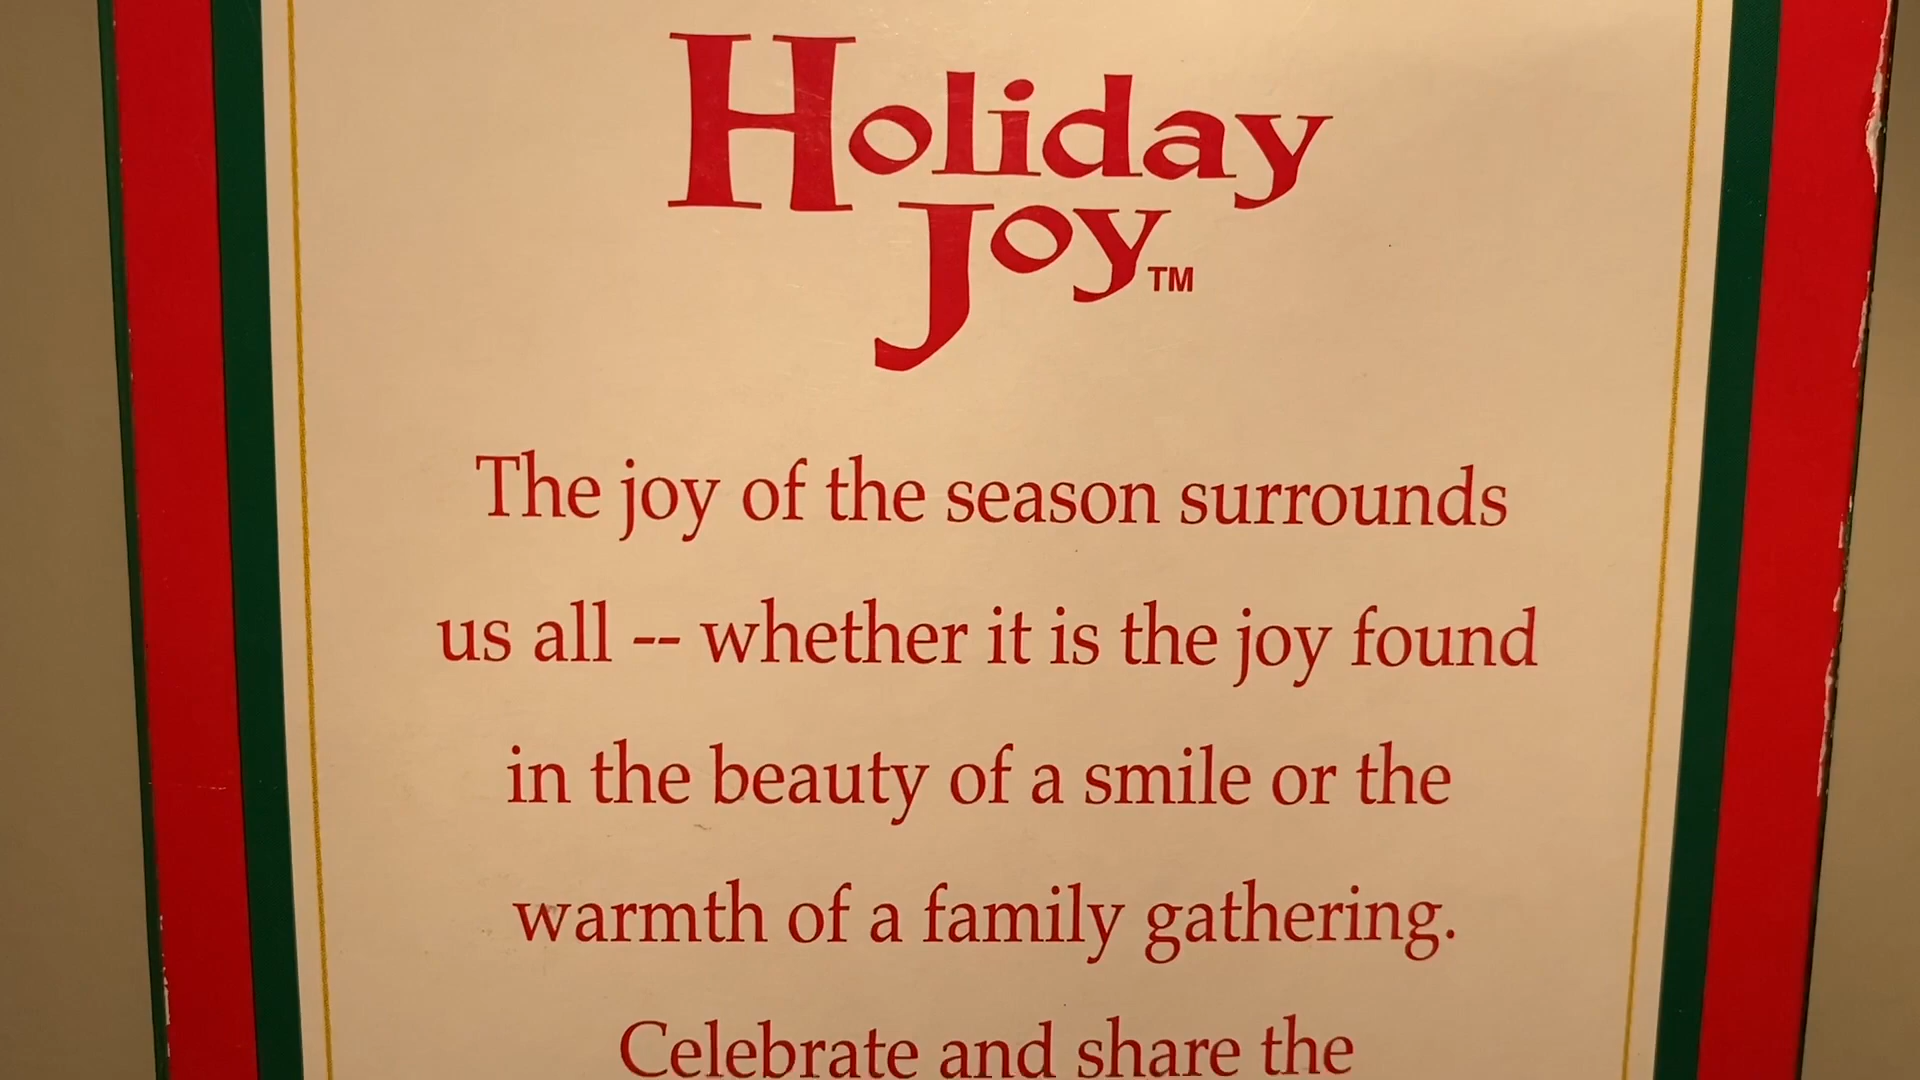 Holiday
Joy™
The joy of the season surrounds
us all -- whether it is the joy found
in the beauty of a smile or the
warmth of a family gathering.
Celebrate and share the